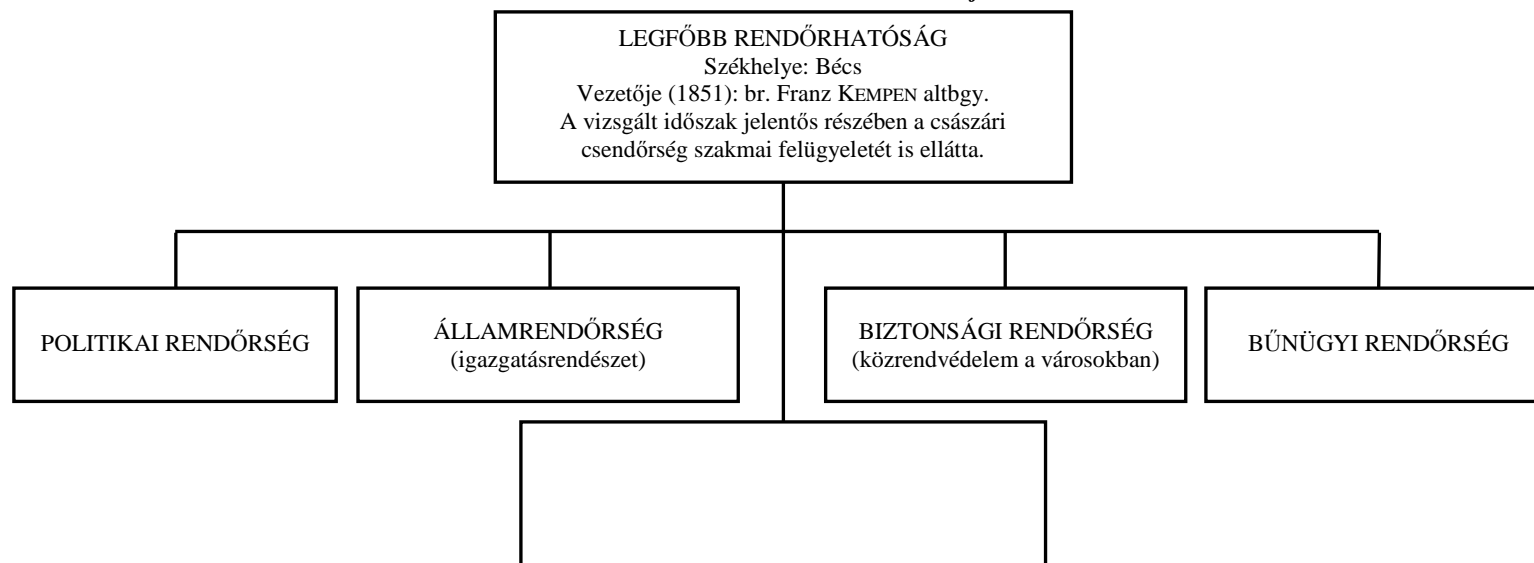 LEGFŐBB RENDŐRHATÓSÁG
Székhelye: Bécs
Vezetője (1851): br. Franz KEMPEN altbgy.
A vizsgált időszak jelentős részében a császári
csendőrség szakmai felügyeletét is ellátta.
POLITIKAI RENDŐRSÉG
ÁLLAMRENDŐRSÉG
(igazgatásrendészet)
BIZTONSÁGI RENDŐRSÉG
(közrendvédelem a városokban)
BŰNÜGYI RENDŐRSÉG